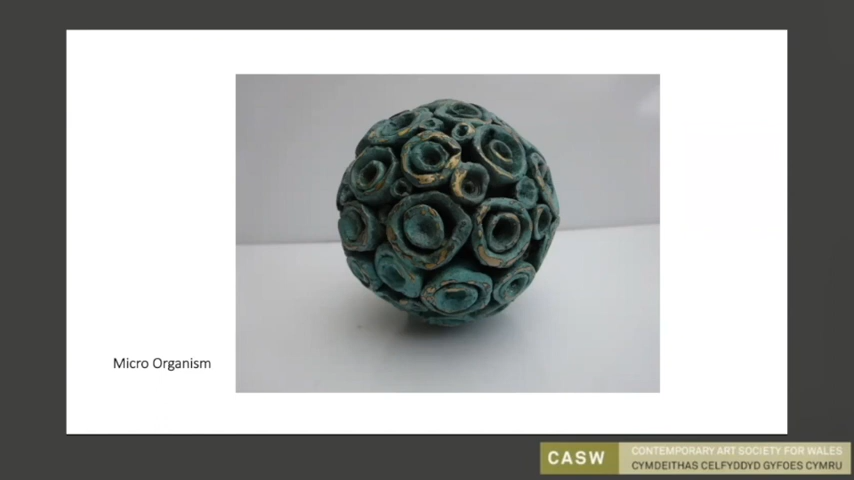 Micro Organism
CASW
CONTEMPORARY ART SOCIETY FOR WALES
CYMDEITHAS CELFYDDYD GYFOES CYMRU